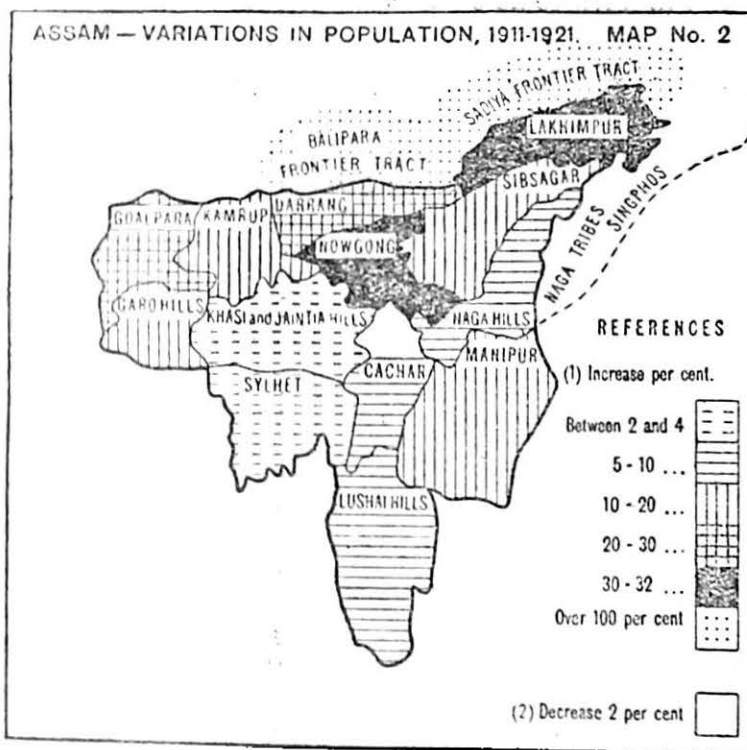 ASSAM — VARIATIONS IN POPULATION, 1911-1921. MAP No. 2
SADIYA FRONTIER TRACT
LAKHIMPUR
BALIPARA
FRONTIER TRACT
SIBSAGAR
GOALPARA
KAMRUP
DARRANG
NOWGONG
NAGA TRIBES
SINGPHOS
GARO HILLS
KHASI and JAINTIA HILLS
NAGA HILLS
MANIPUR
SYLHET
CACHAR
LUSHAI HILLS
REFERENCES
(1) Increase per cent.
Between 2 and 4
5 - 10 ...
10 - 20 ...
20 - 30 ...
30 - 32 ...
Over 100 per cent
(2) Decrease 2 per cent